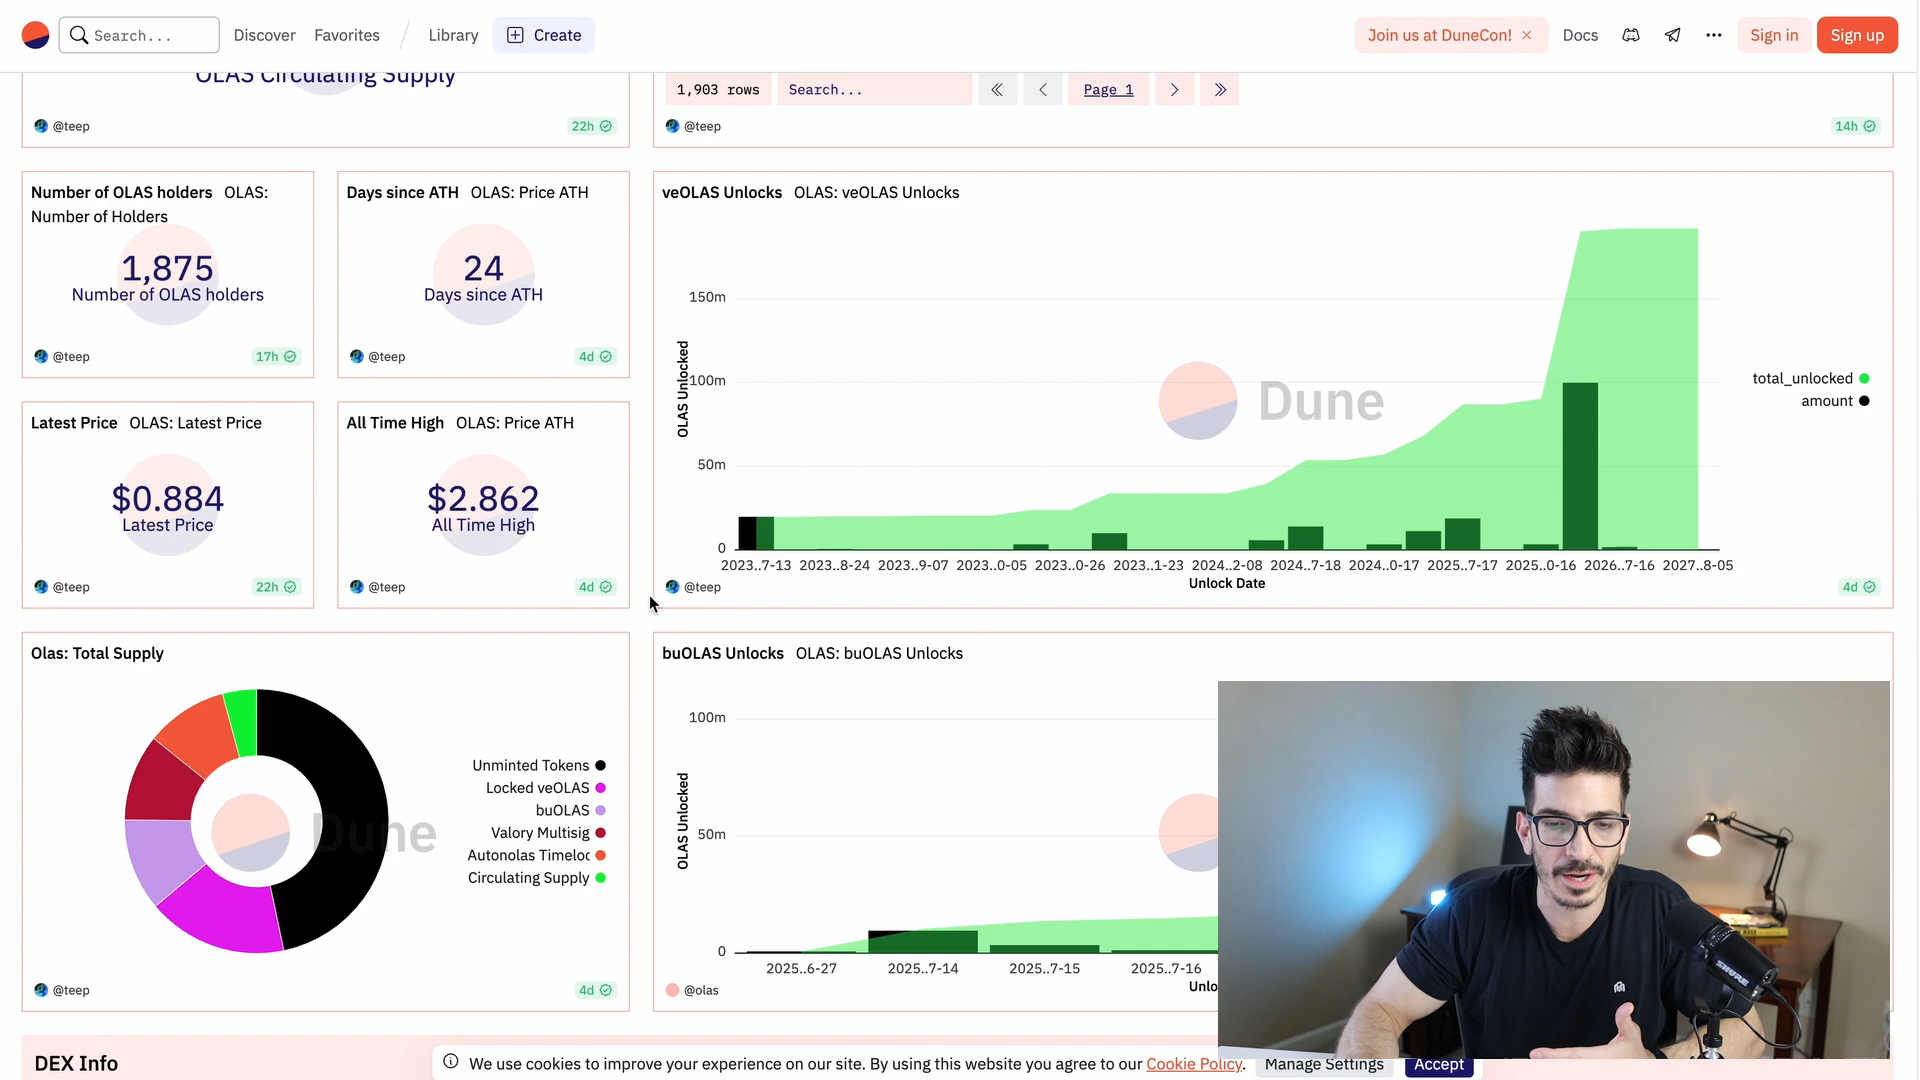 Search...
Discover
Favorites
Library
Create
Join us at DuneCon!
Docs
Sign in
Sign up
OLAS Circulating Supply
@teep
22h
1,903 rows
Search...
Page 1
@teep
14h
Number of OLAS holders OLAS:
Number of Holders
1,875
Number of OLAS holders
@teep
17h
Days since ATH OLAS: Price ATH
24
Days since ATH
@teep
4d
Latest Price OLAS: Latest Price
$0.884
Latest Price
@teep
22h
All Time High OLAS: Price ATH
$2.862
All Time High
@teep
4d
veOLAS Unlocks OLAS: veOLAS Unlocks
OLAS Unlocked
150m
100m
50m
0
Dune
total_unlocked
amount
2023..7-13 2023..8-24 2023..9-07 2023..0-05 2023..0-26 2023..1-23 2024..2-08 2024..7-18 2024..0-17 2025..7-17 2025..0-16 2026..7-16 2027..8-05
Unlock Date
@teep
4d
Olas: Total Supply
Dune
Unminted Tokens
Locked veOLAS
buOLAS
Valory Multisig
Autonolas Timeloc
Circulating Supply
@teep
4d
buOLAS Unlocks OLAS: buOLAS Unlocks
OLAS Unlocked
100m
50m
0
2025..6-27 2025..7-14 2025..7-15 2025..7-16
Unlo
@olas
SHURE
DEX Info
We use cookies to improve your experience on our site. By using this website you agree to our Cookie Policy.
Manage Settings
Accept